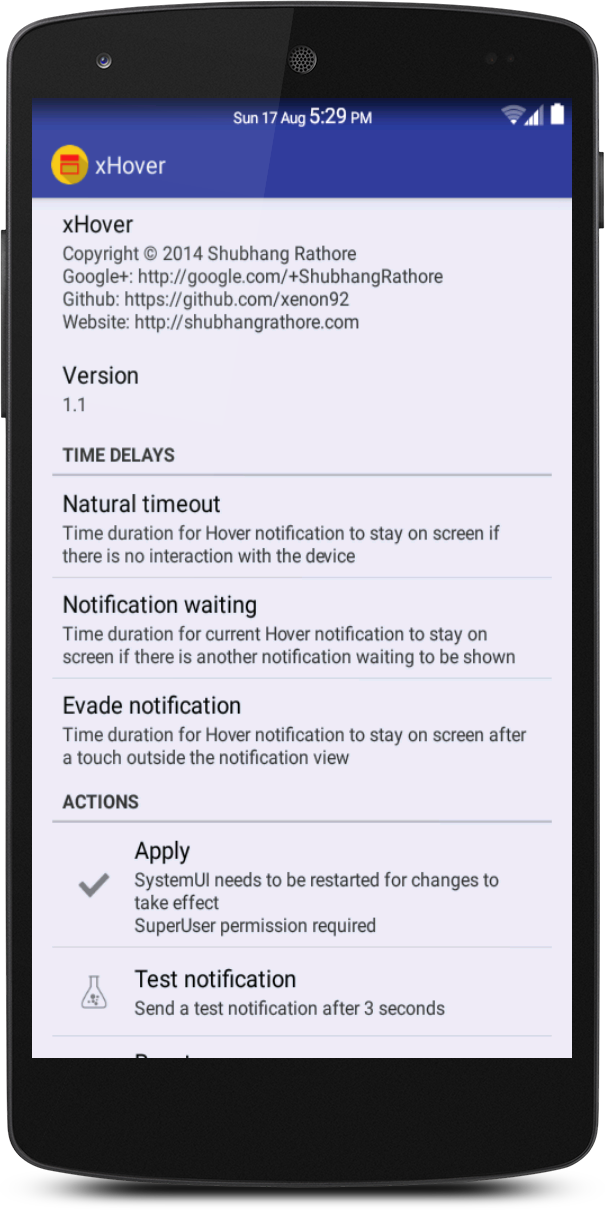 Sun 17 Aug 5:29 PM
xHover
xHover
Copyright © 2014 Shubhang Rathore
Google+: http://google.com/+ShubhangRathore
Github: https://github.com/xenon92
Website: http://shubhangrathore.com
Version
1.1
TIME DELAYS
Natural timeout
Time duration for Hover notification to stay on screen if
there is no interaction with the device
Notification waiting
Time duration for current Hover notification to stay on
screen if there is another notification waiting to be shown
Evade notification
Time duration for Hover notification to stay on screen after
a touch outside the notification view
ACTIONS
Apply
SystemUI needs to be restarted for changes to
take effect
SuperUser permission required
Test notification
Send a test notification after 3 seconds